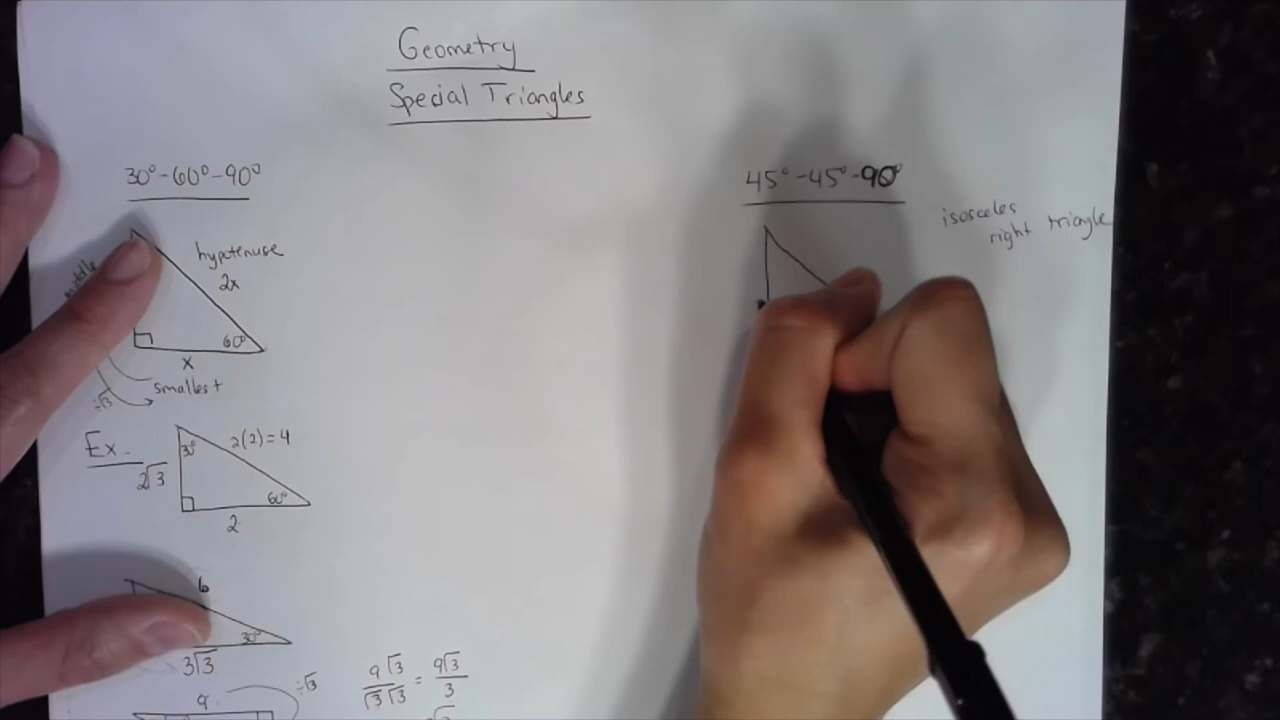 Geometry
Special Triangles
30°-60°-90°
hypotenuse
2x
middle
60°
x
smallest
÷√3
Ex.
30°
2(2)=4
2√3
60°
2
6
30°
3√3
9
÷√3
9√3/√3√3 = 9√3/3
45°-45°-90°
isosceles
right triangle